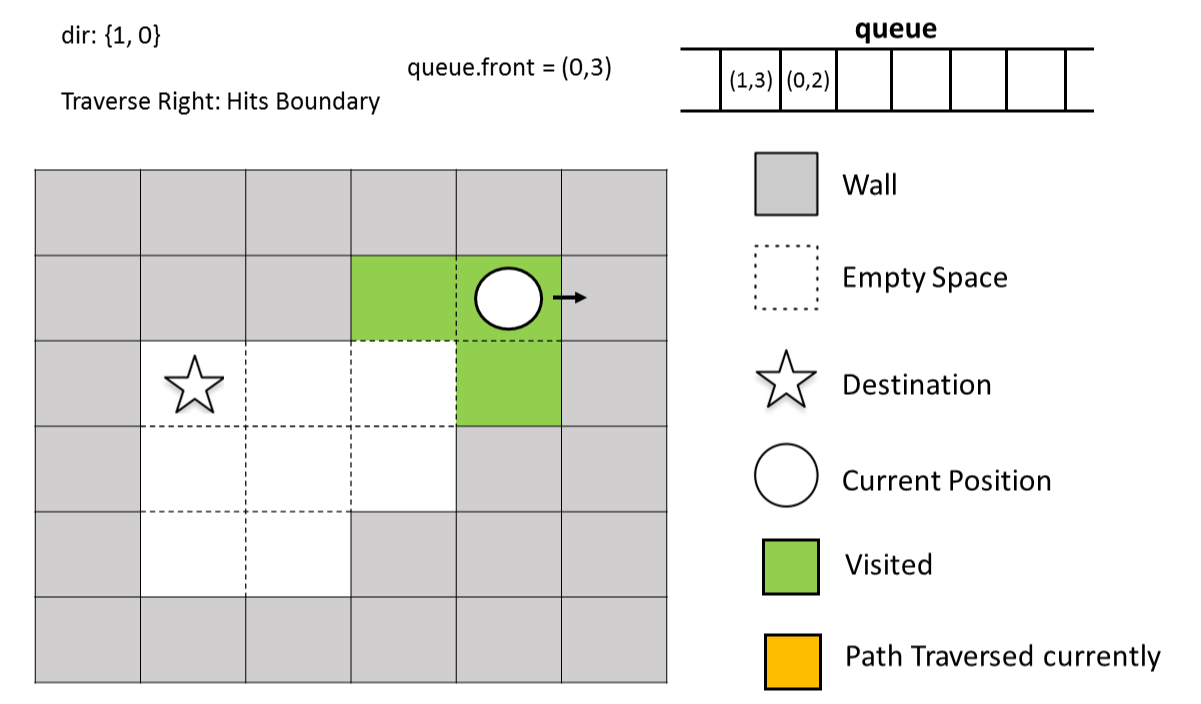 dir: {1, 0}
queue.front = (0,3)
Traverse Right: Hits Boundary
queue
(1,3) (0,2)
Wall
Empty Space
Destination
Current Position
Visited
Path Traversed currently